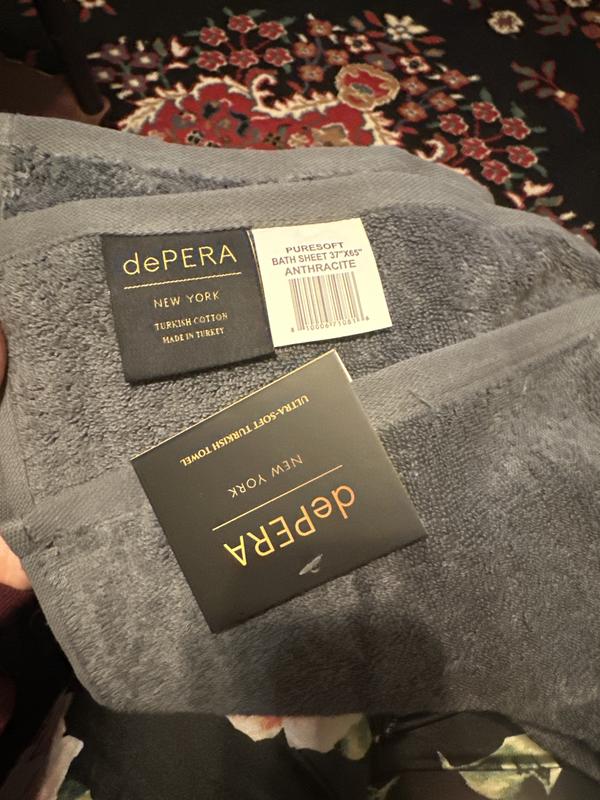 dePERA
NEW YORK
TURKISH COTTON
MADE IN TURKEY
PURESOFT
BATH SHEET 37"X65"
ANTHRACITE
dePERA
NEW YORK
ULTRA-SOFT TURKISH TOWEL